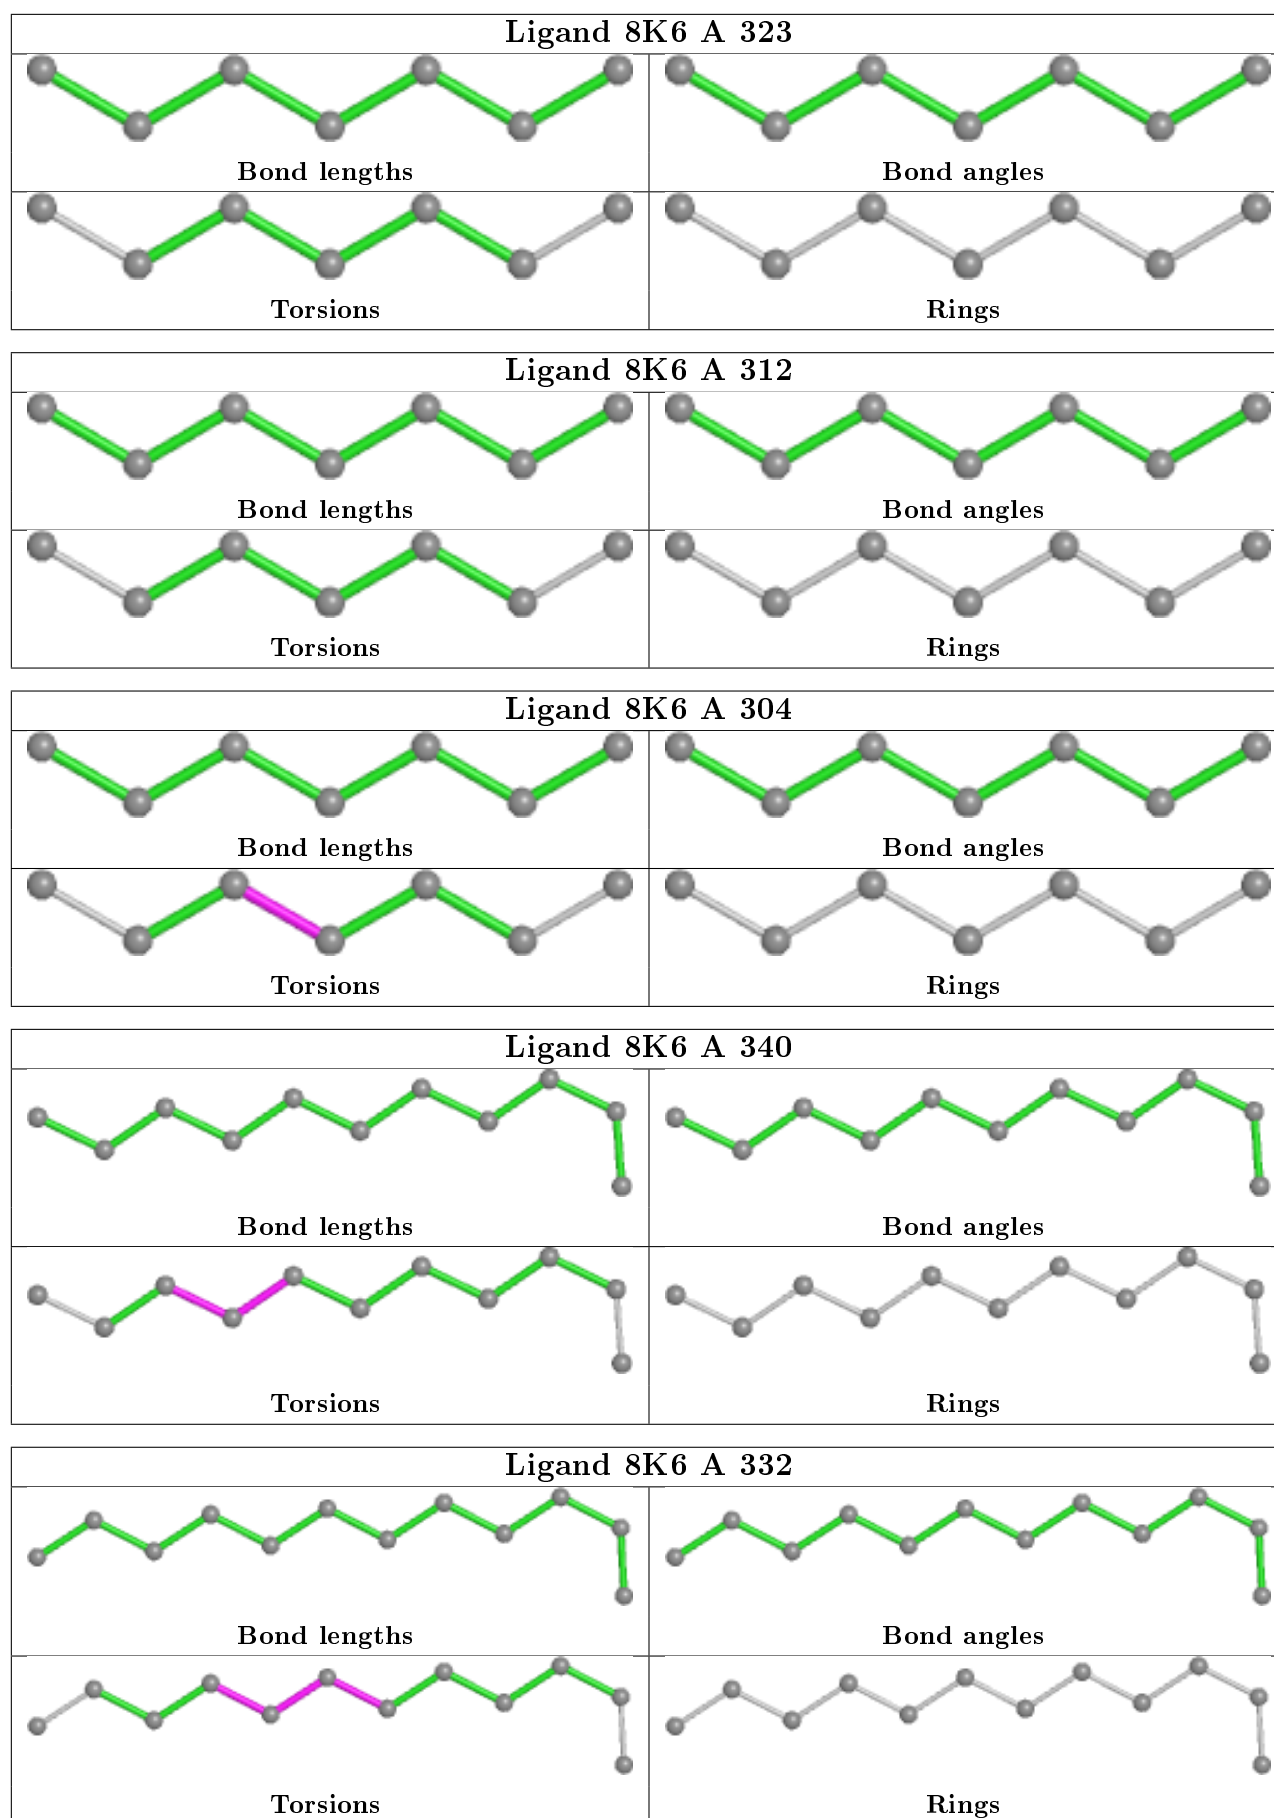 Ligand 8K6 A 323
Bond lengths
Bond angles
Torsions
Rings
Ligand 8K6 A 312
Bond lengths
Bond angles
Torsions
Rings
Ligand 8K6 A 304
Bond lengths
Bond angles
Torsions
Rings
Ligand 8K6 A 340
Bond lengths
Bond angles
Torsions
Rings
Ligand 8K6 A 332
Bond lengths
Bond angles
Torsions
Rings